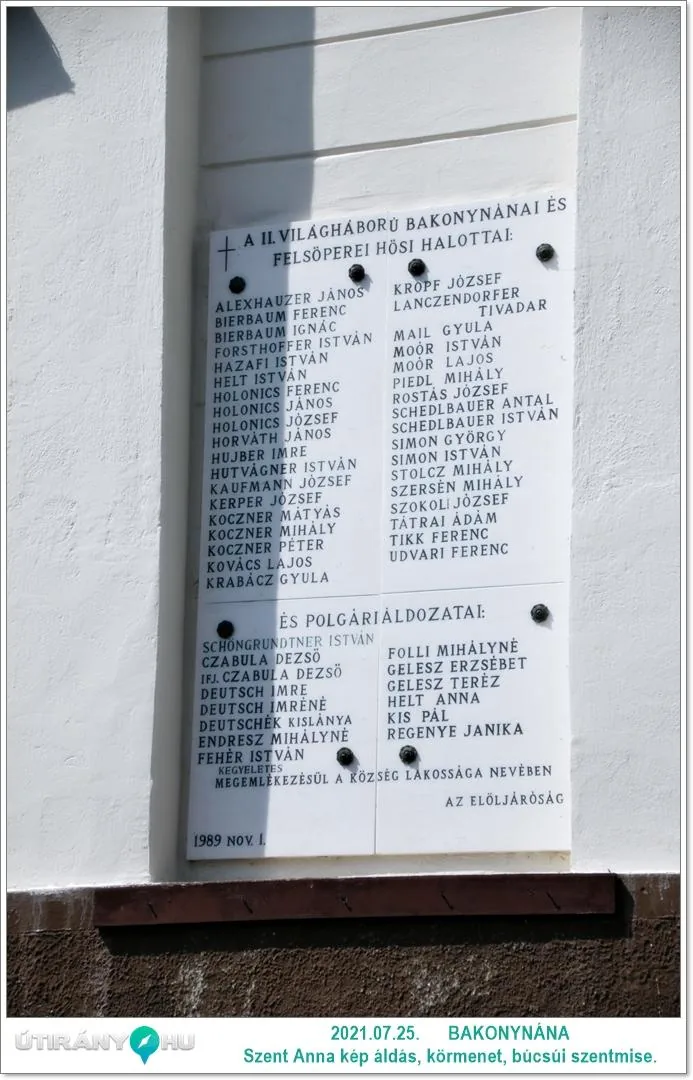 A II. VILÁGHÁBORÚ BAKONYNÁNAI ÉS
FELSŐPEREI HŐSI HALOTTAI:
ALEXHAUZER JÁNOS
BIERBAUM FERENC
BIERBAUM IGNÁC
FORSTHOFFER ISTVÁN
HAZAFI ISTVÁN
HELT ISTVÁN
HOLONICS FERENC
HOLONICS JÁNOS
HOLONICS JÓZSEF
HORVÁTH JÁNOS
HUJBER IMRE
HUTVÁGNER ISTVÁN
KAUFMANN JÓZSEF
KERPER JÓZSEF
KOCZNER MÁTYÁS
KOCZNER MIHÁLY
KOCZNER PÉTER
KOVÁCS LAJOS
KRABÁCZ GYULA
KROPF JÓZSEF
LANCZENDORFER
TIVADAR
MAIL GYULA
MOÓR ISTVÁN
MOÓR LAJOS
PIEDL MIHÁLY
ROSTÁS JÓZSEF
SCHEDLBAUER ANTAL
SCHEDLBAUER ISTVÁN
SIMON GYÖRGY
SIMON ISTVÁN
STOLCZ MIHÁLY
SZERSÉN MIHÁLY
SZOKOLI JÓZSEF
TÁTRAI ÁDÁM
TIKK FERENC
UDVARI FERENC
ÉS POLGÁRI ÁLDOZATAI:
SCHÖNGRUNDTNER ISTVÁN
CZABULA DEZSŐ
IFJ. CZABULA DEZSŐ
DEUTSCH IMRE
DEUTSCH IMRÉNÉ
DEUTSCHÉK KISLÁNYA
ENDRESZ MIHÁLYNÉ
FEHÉR ISTVÁN
FOLLI MIHÁLYNÉ
GELESZ ERZSÉBET
GELESZ TERÉZ
HELT ANNA
KIS PÁL
REGENYE JANIKA
KEGYELETES
MEGEMLÉKEZÉSÜL A KÖZSÉG LAKOSSÁGA NEVÉBEN
AZ ELÖLJÁRÓSÁG
1989 NOV. 1.
ÚTIRÁNY HU
2021.07.25. BAKONYNÁNA
Szent Anna kép áldás, körmenet, búcsúi szentmise.